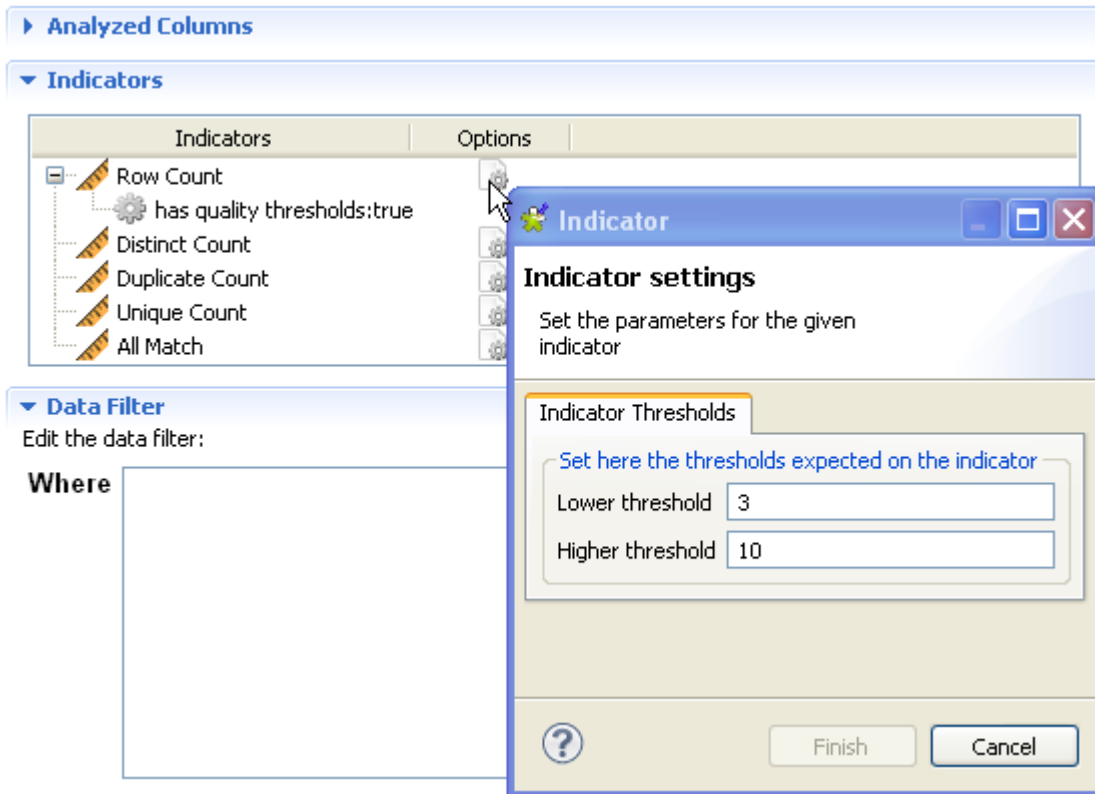 Analyzed Columns
Indicators
Indicators Options
Row Count
has quality thresholds:true
Distinct Count
Duplicate Count
Unique Count
All Match
Data Filter
Edit the data filter:
Where
Indicator
Indicator settings
Set the parameters for the given
indicator
Indicator Thresholds
Set here the thresholds expected on the indicator
Lower threshold 3
Higher threshold 10
?
Finish Cancel